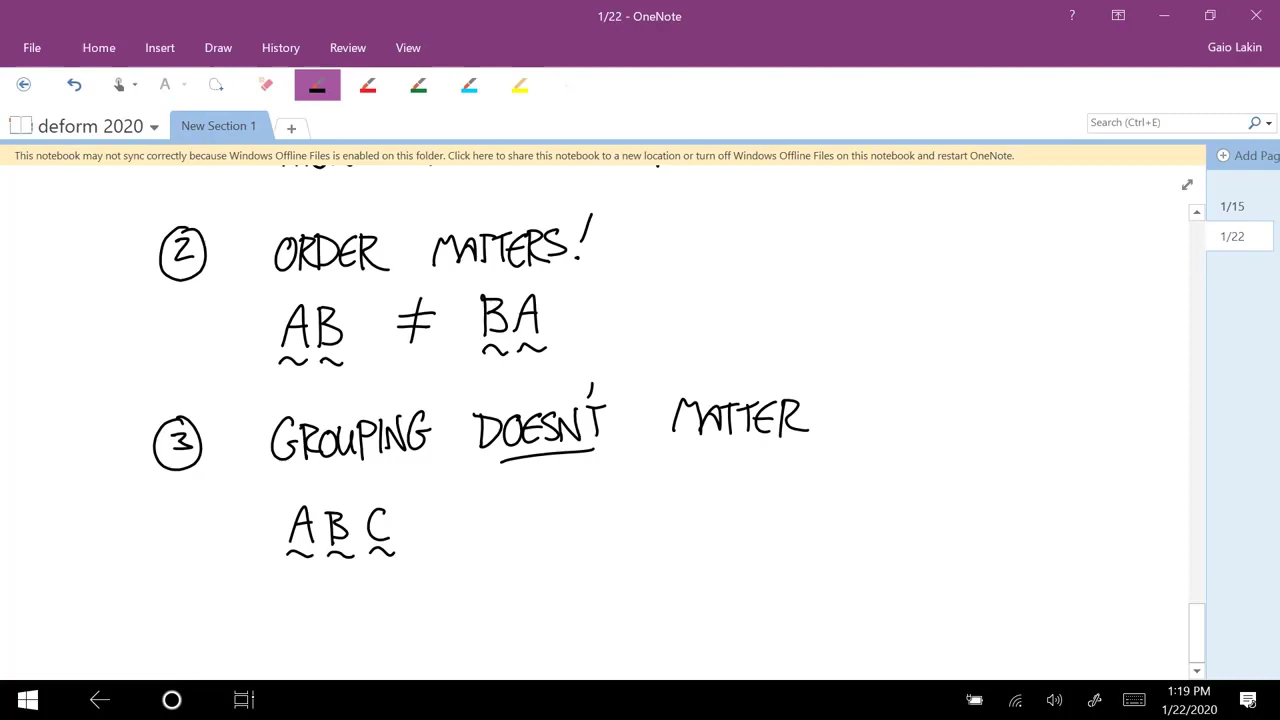 1/22 - OneNote
?
File Home Insert Draw History Review View
Gaio Lakin
A
deform 2020
New Section 1
Search (Ctrl+E)
This notebook may not sync correctly because Windows Offline Files is enabled on this folder. Click here to share this notebook to a new location or turn off Windows Offline Files on this notebook and restart OneNote.
Add Pag
1/15
1/22
② ORDER MATTERS!
AB ≠ BA
③ GROUPING DOESN'T MATTER
ABC
1:19 PM
1/22/2020